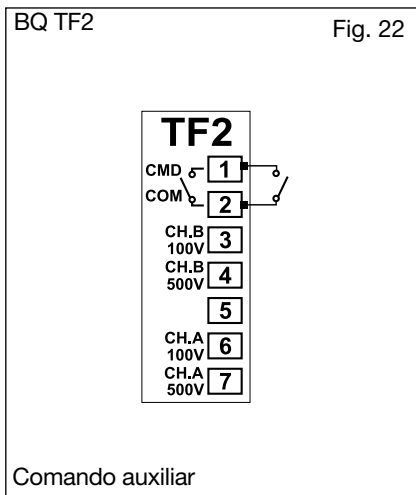 BQ TF2
Fig. 22
TF2
CMD 1
COM 2
CH.B
100V 3
CH.B
500V 4
5
CH.A
100V 6
CH.A
500V 7
Comando auxiliar